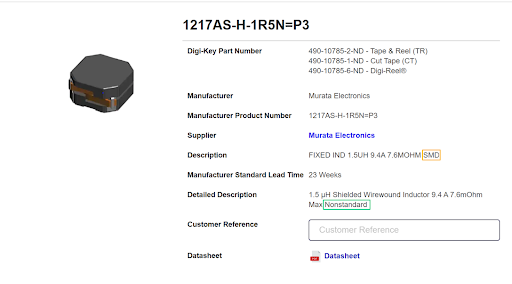 1217AS-H-1R5N=P3
Digi-Key Part Number
490-10785-2-ND - Tape & Reel (TR)
490-10785-1-ND - Cut Tape (CT)
490-10785-6-ND - Digi-Reel®
Manufacturer
Murata Electronics
Manufacturer Product Number
1217AS-H-1R5N=P3
Supplier
Murata Electronics
Description
FIXED IND 1.5UH 9.4A 7.6MOHM SMD
Manufacturer Standard Lead Time
23 Weeks
Detailed Description
1.5 µH Shielded Wirewound Inductor 9.4 A 7.6mOhm
Max Nonstandard
Customer Reference
Customer Reference
Datasheet
Datasheet